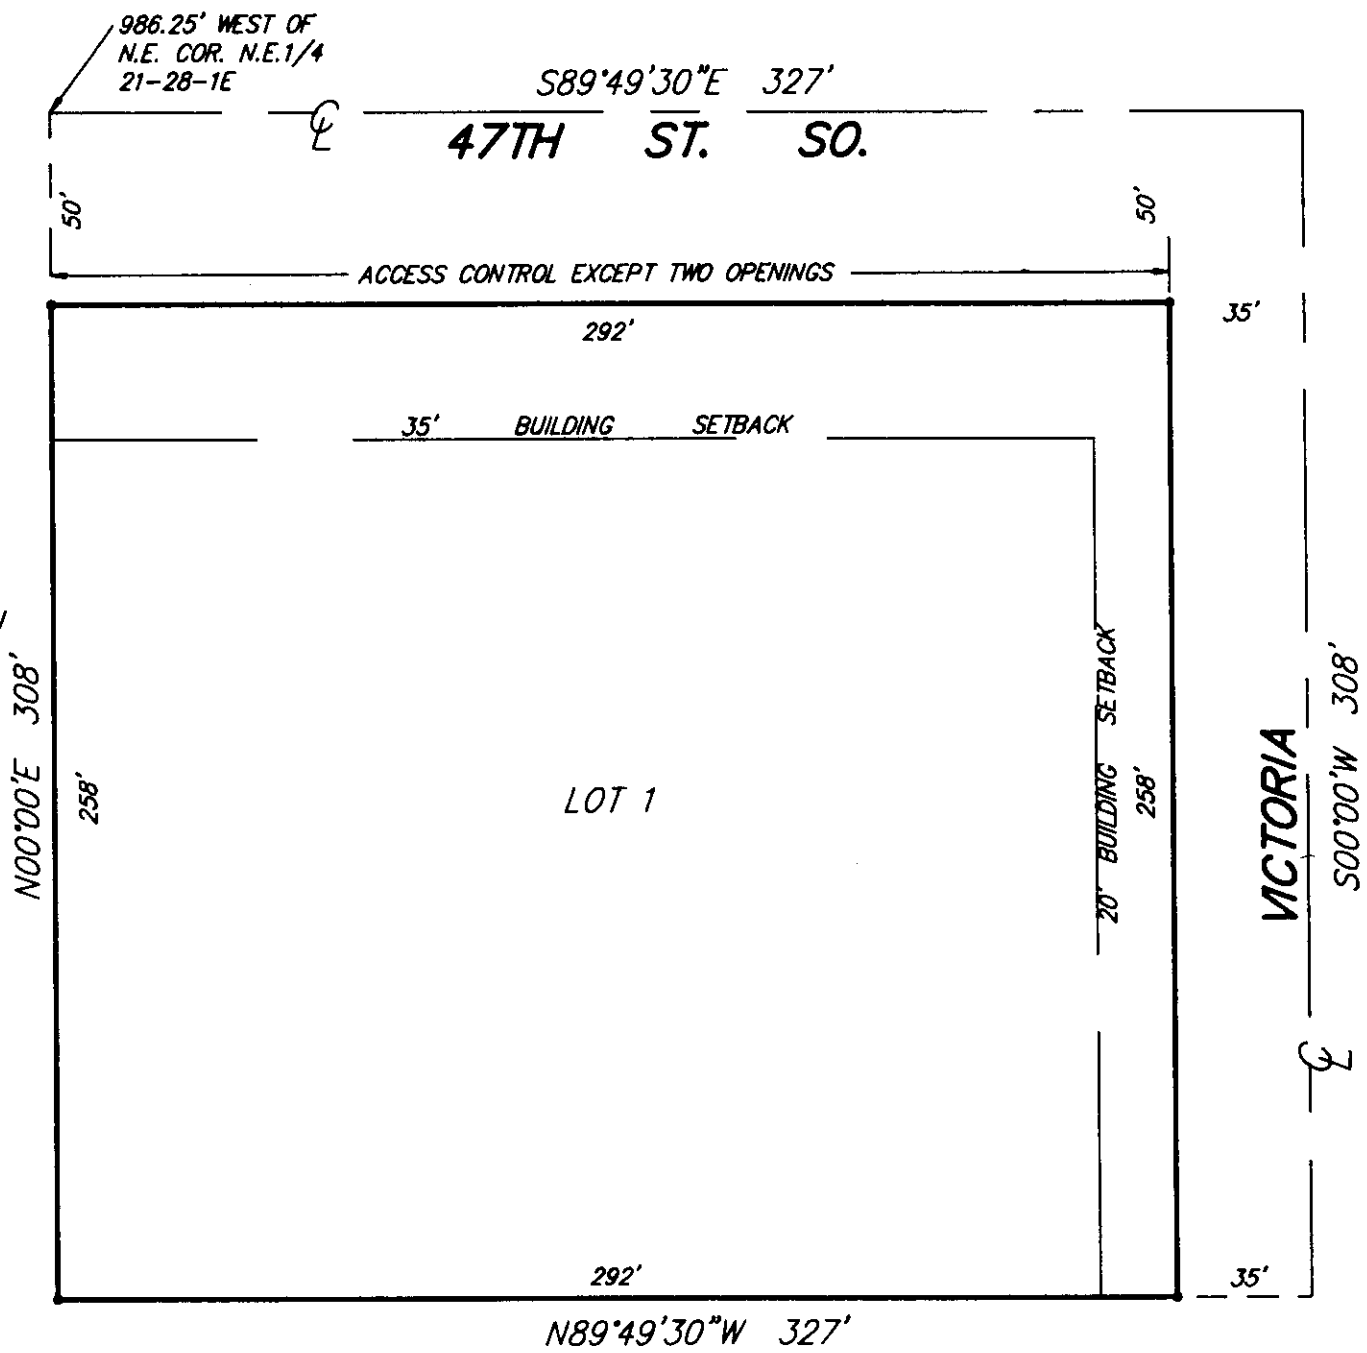 986.25' WEST OF
N.E. COR. N.E.1/4
21-28-1E
S89°49'30"E 327'
℄
47TH ST. SO.
50'
50'
ACCESS CONTROL EXCEPT TWO OPENINGS
35'
292'
35' BUILDING SETBACK
N00°00'E 308'
258'
LOT 1
20' BUILDING SETBACK
258'
VICTORIA
S00°00'W 308'
℄
292'
35'
N89°49'30"W 327'